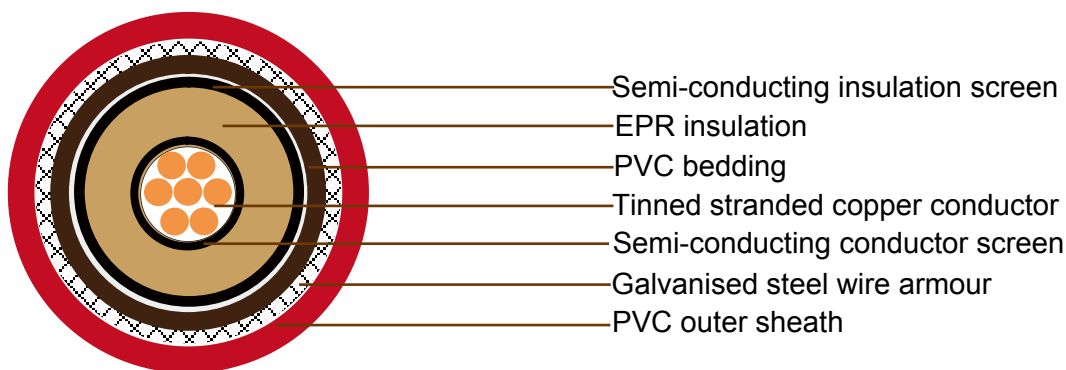 Semi-conducting insulation screen
EPR insulation
PVC bedding
Tinned stranded copper conductor
Semi-conducting conductor screen
Galvanised steel wire armour
PVC outer sheath